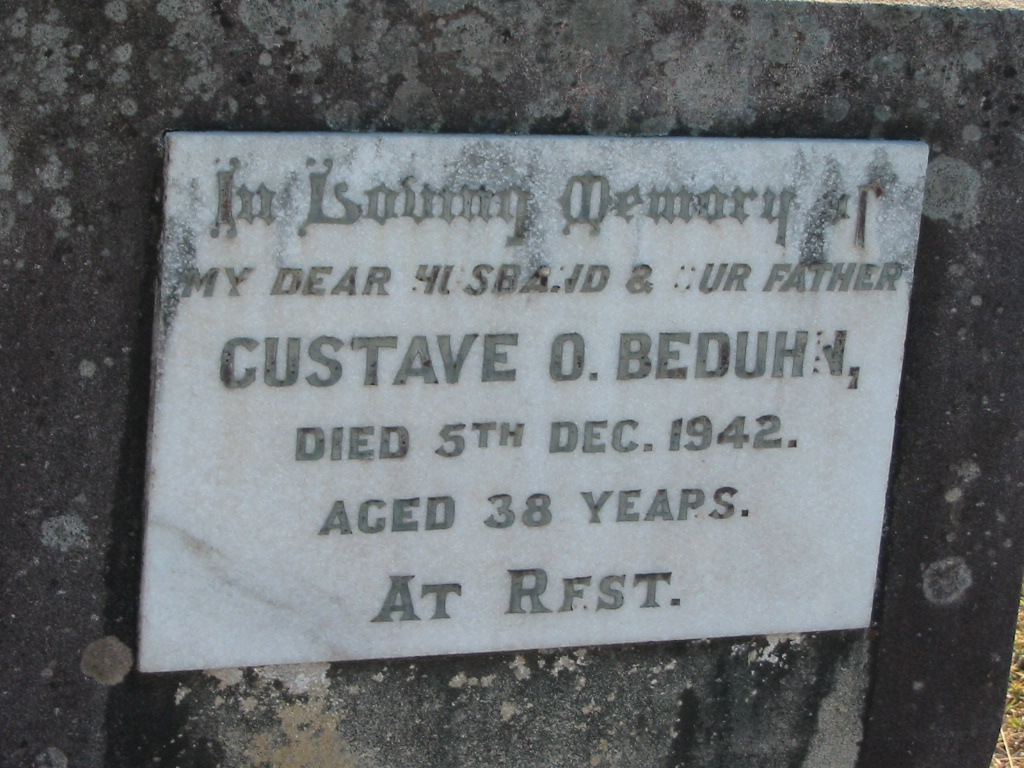 In Loving Memory of
MY DEAR HUSBAND & OUR FATHER
GUSTAVE O. BEDUHN,
DIED 5TH DEC. 1942.
AGED 38 YEARS.
AT REST.